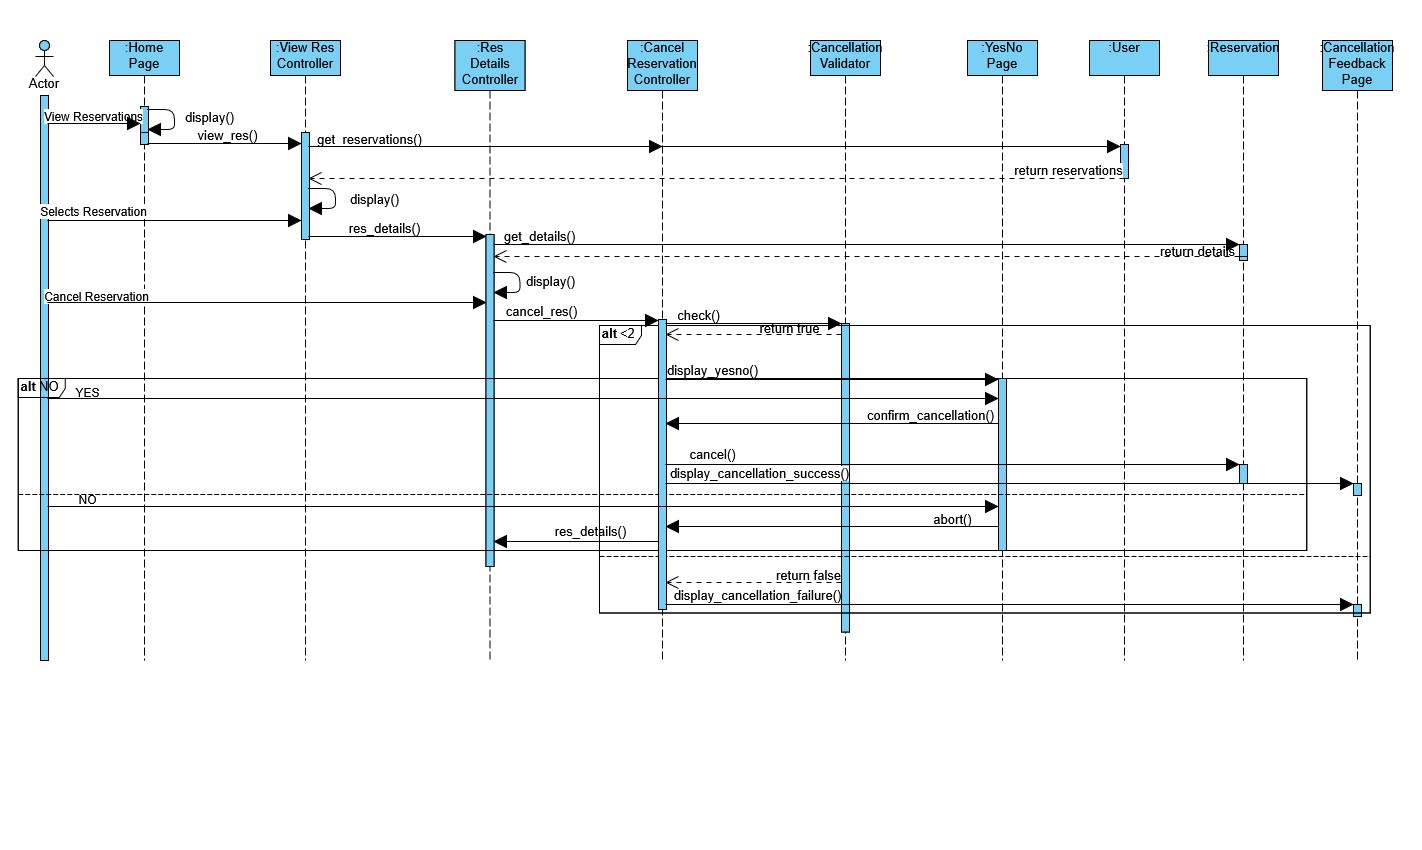 Actor
:Home
Page
:View Res
Controller
:Res
Details
Controller
:Cancel
Reservation
Controller
:Cancellation
Validator
:YesNo
Page
:User
:Reservation
:Cancellation
Feedback
Page
View Reservations
display()
view_res()
get_reservations()
return reservations
display()
Selects Reservation
res_details()
get_details()
return details
display()
Cancel Reservation
cancel_res()
check()
return true
alt <2
display_yesno()
alt NO
YES
confirm_cancellation()
cancel()
display_cancellation_success()
NO
abort()
res_details()
return false
display_cancellation_failure()